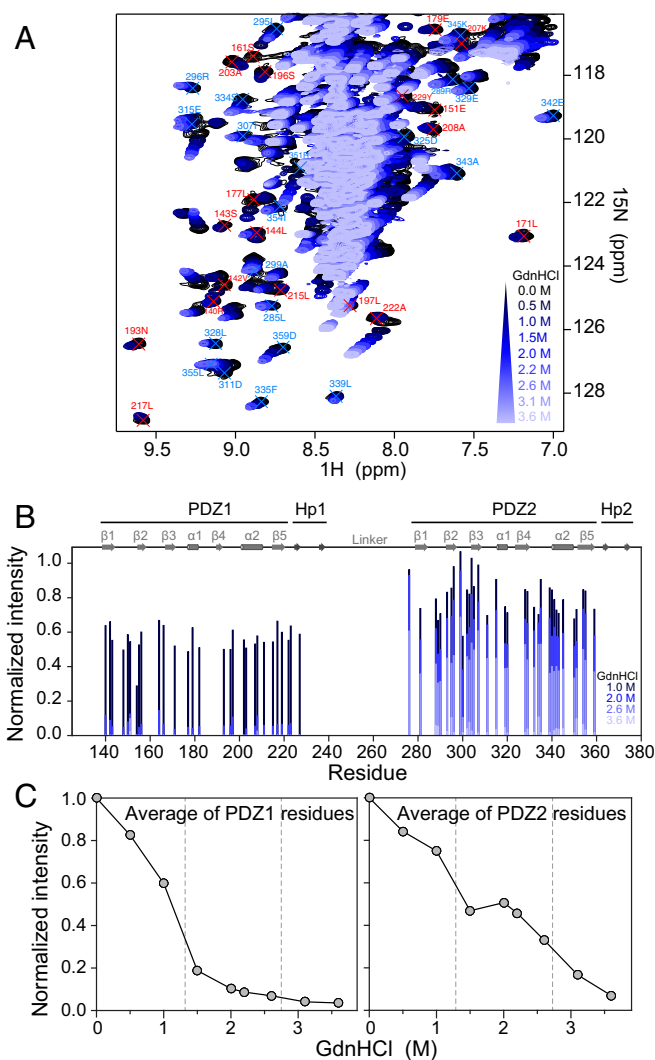 A
295I
179E
345K
207K
161S
203A
196S
296R
334S
289R
329E
229Y
315E
151E
342E
307I
208A
325D
343A
177L
354I
143S
144L
171L
299A
142V
215L
197L
140R
285L
222A
193N
328L
359D
355L
311D
335F
339L
217L
118
120
122
124
126
128
15N (ppm)
GdnHCl
0.0 M
0.5 M
1.0 M
1.5M
2.0 M
2.2 M
2.6 M
3.1 M
3.6 M
9.5 9.0 8.5 8.0 7.5 7.0
1H (ppm)
B
PDZ1 Hp1 PDZ2 Hp2
β1 β2 β3 α1 β4 α2 β5 Linker β1 β2 β3 α1 β4 α2 β5
Normalized intensity
1.0
0.8
0.6
0.4
0.2
0.0
GdnHCl
1.0 M
2.0 M
2.6 M
3.6 M
140 160 180 200 220 240 260 280 300 320 340 360 380
Residue
C
Average of PDZ1 residues
Average of PDZ2 residues
Normalized intensity
1.0
0.8
0.6
0.4
0.2
0.0
0 1 2 3 0 1 2 3
GdnHCl (M)